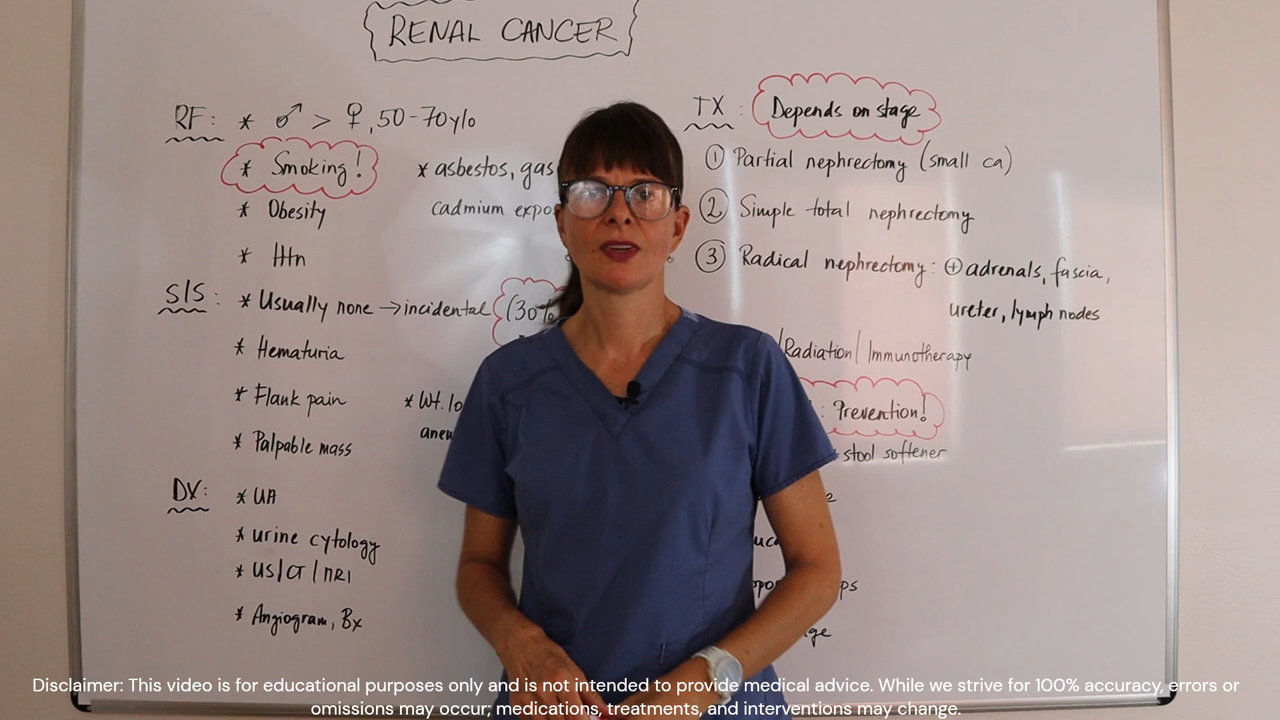 RENAL CANCER
RF: * ♂ > ♀, 50-70y/o
* Smoking!
* Obesity
* Htn
* asbestos, gas
cadmium expo
S/S: * Usually none → incidental (30%
* Hematuria
* Flank pain
* Palpable mass
* Wt. lo
anem
DX: * UA
* urine cytology
* US/CT/MRI
* Angiogram, Bx
TX: Depends on stage
① Partial nephrectomy (small ca)
② Simple total nephrectomy
③ Radical nephrectomy: ⊕ adrenals, fascia,
ureter, lymph nodes
/Radiation/Immunotherapy
: Prevention!
stool softener
Disclaimer: This video is for educational purposes only and is not intended to provide medical advice. While we strive for 100% accuracy, errors or
omissions may occur; medications, treatments, and interventions may change.